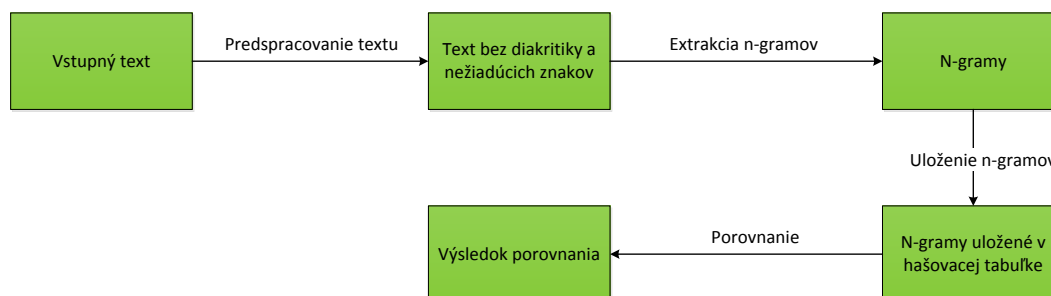 Vstupný text
Predspracovanie textu
Text bez diakritiky a
nežiadúcich znakov
Extrakcia n-gramov
N-gramy
Uloženie n-gramov
N-gramy uložené v
hašovacej tabuľke
Porovnanie
Výsledok porovnania